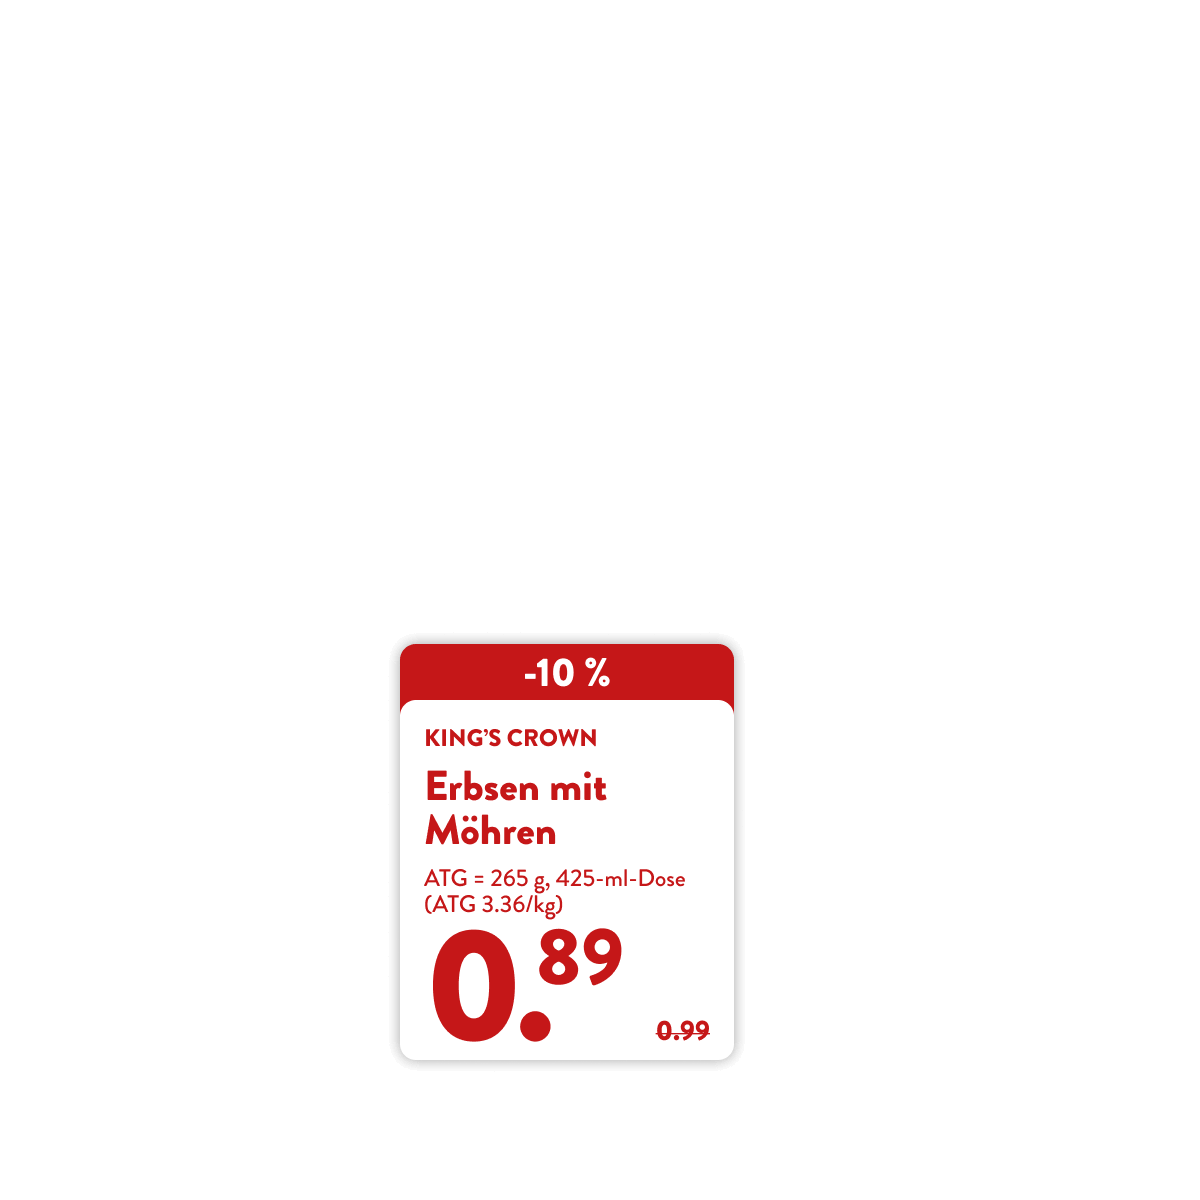 -10 %
KING’S CROWN
Erbsen mit
Möhren
ATG = 265 g, 425-ml-Dose
(ATG 3.36/kg)
0.89
0.99